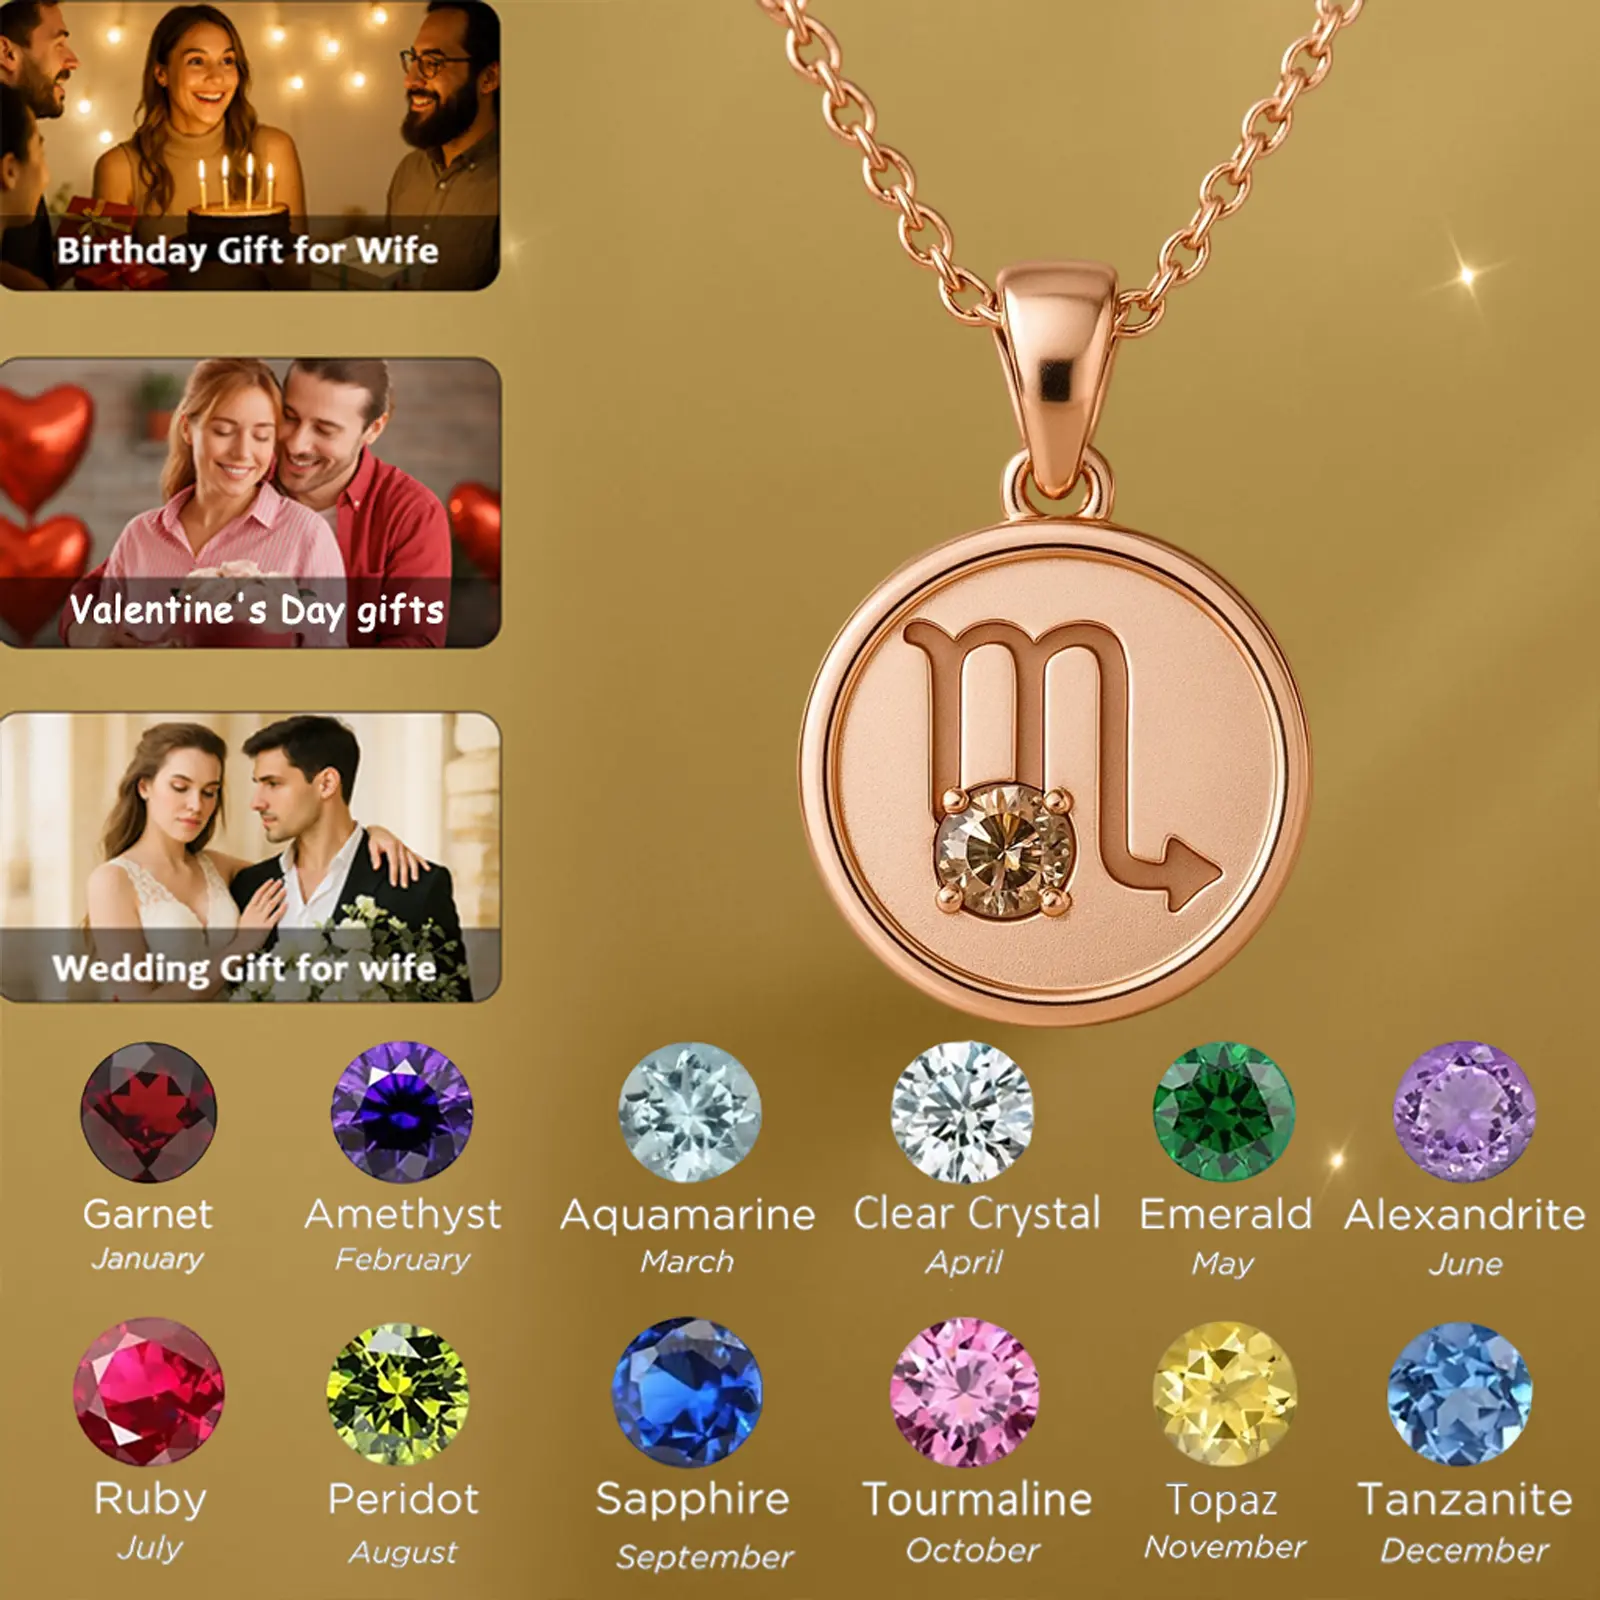 Birthday Gift for Wife
Valentine's Day gifts
Wedding Gift for wife
Garnet
January
Amethyst
February
Aquamarine
March
Clear Crystal
April
Emerald
May
Alexandrite
June
Ruby
July
Peridot
August
Sapphire
September
Tourmaline
October
Topaz
November
Tanzanite
December